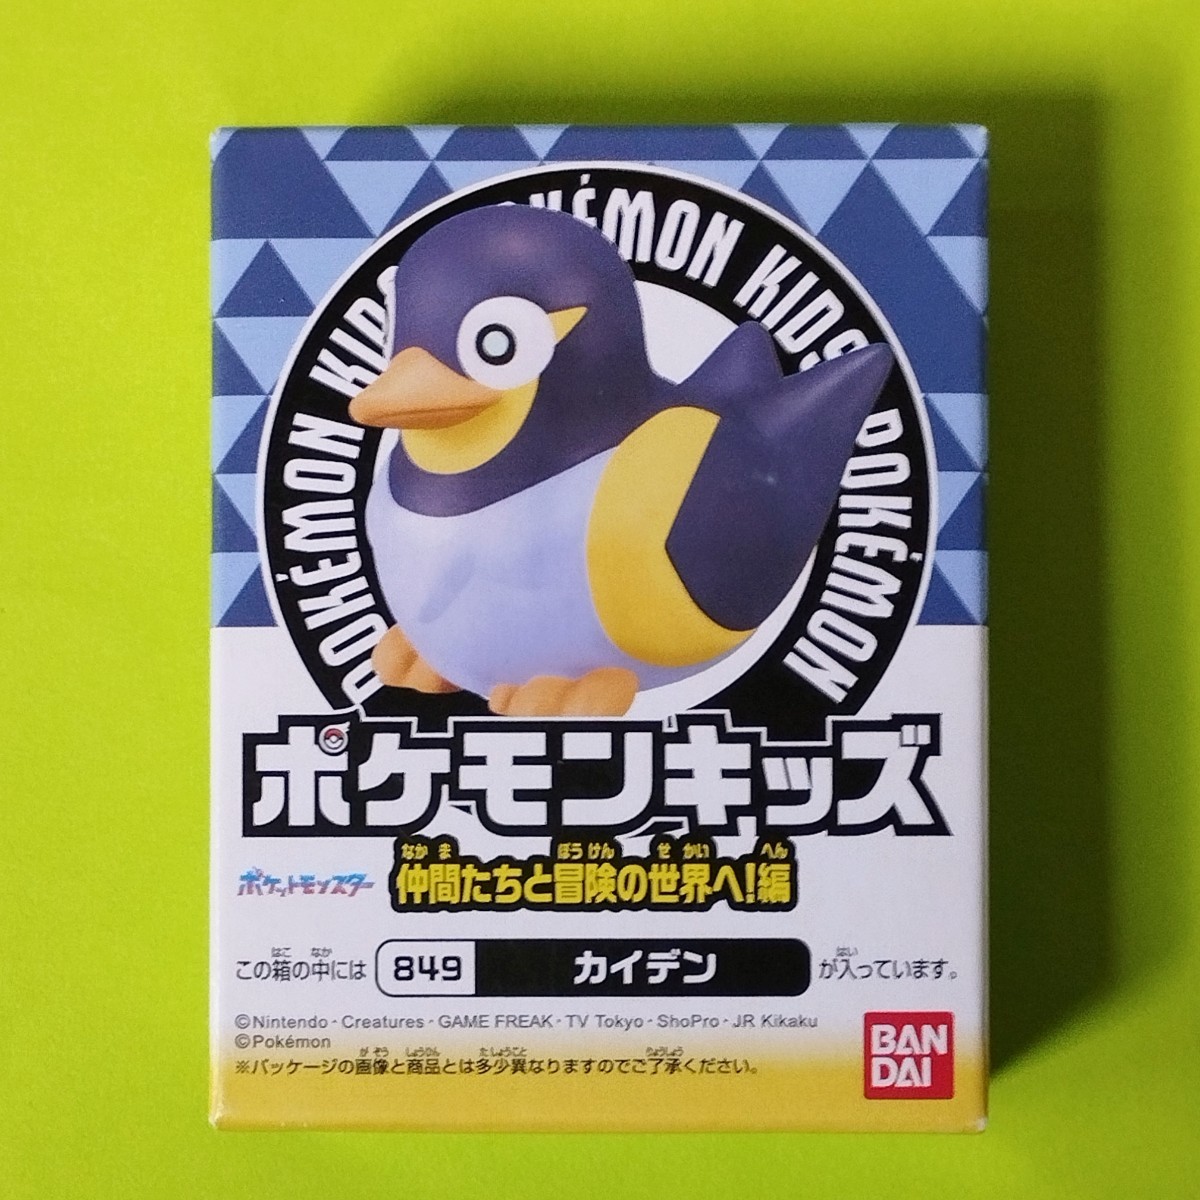 POKÉMON KIDS POKÉMON KIDS POKÉMON
ポケモンキッズ
なかま ぼうけん せかい へん
ポケットモンスター 仲間たちと冒険の世界へ!編
はこ なか はい
この箱の中には 849 カイデン が入っています。
©Nintendo・Creatures・GAME FREAK・TV Tokyo・ShoPro・JR Kikaku
©Pokémon
がぞう しょうひん たしょうこと りょうしょう
※パッケージの画像と商品とは多少異なりますのでご了承ください。
BAN
DAI